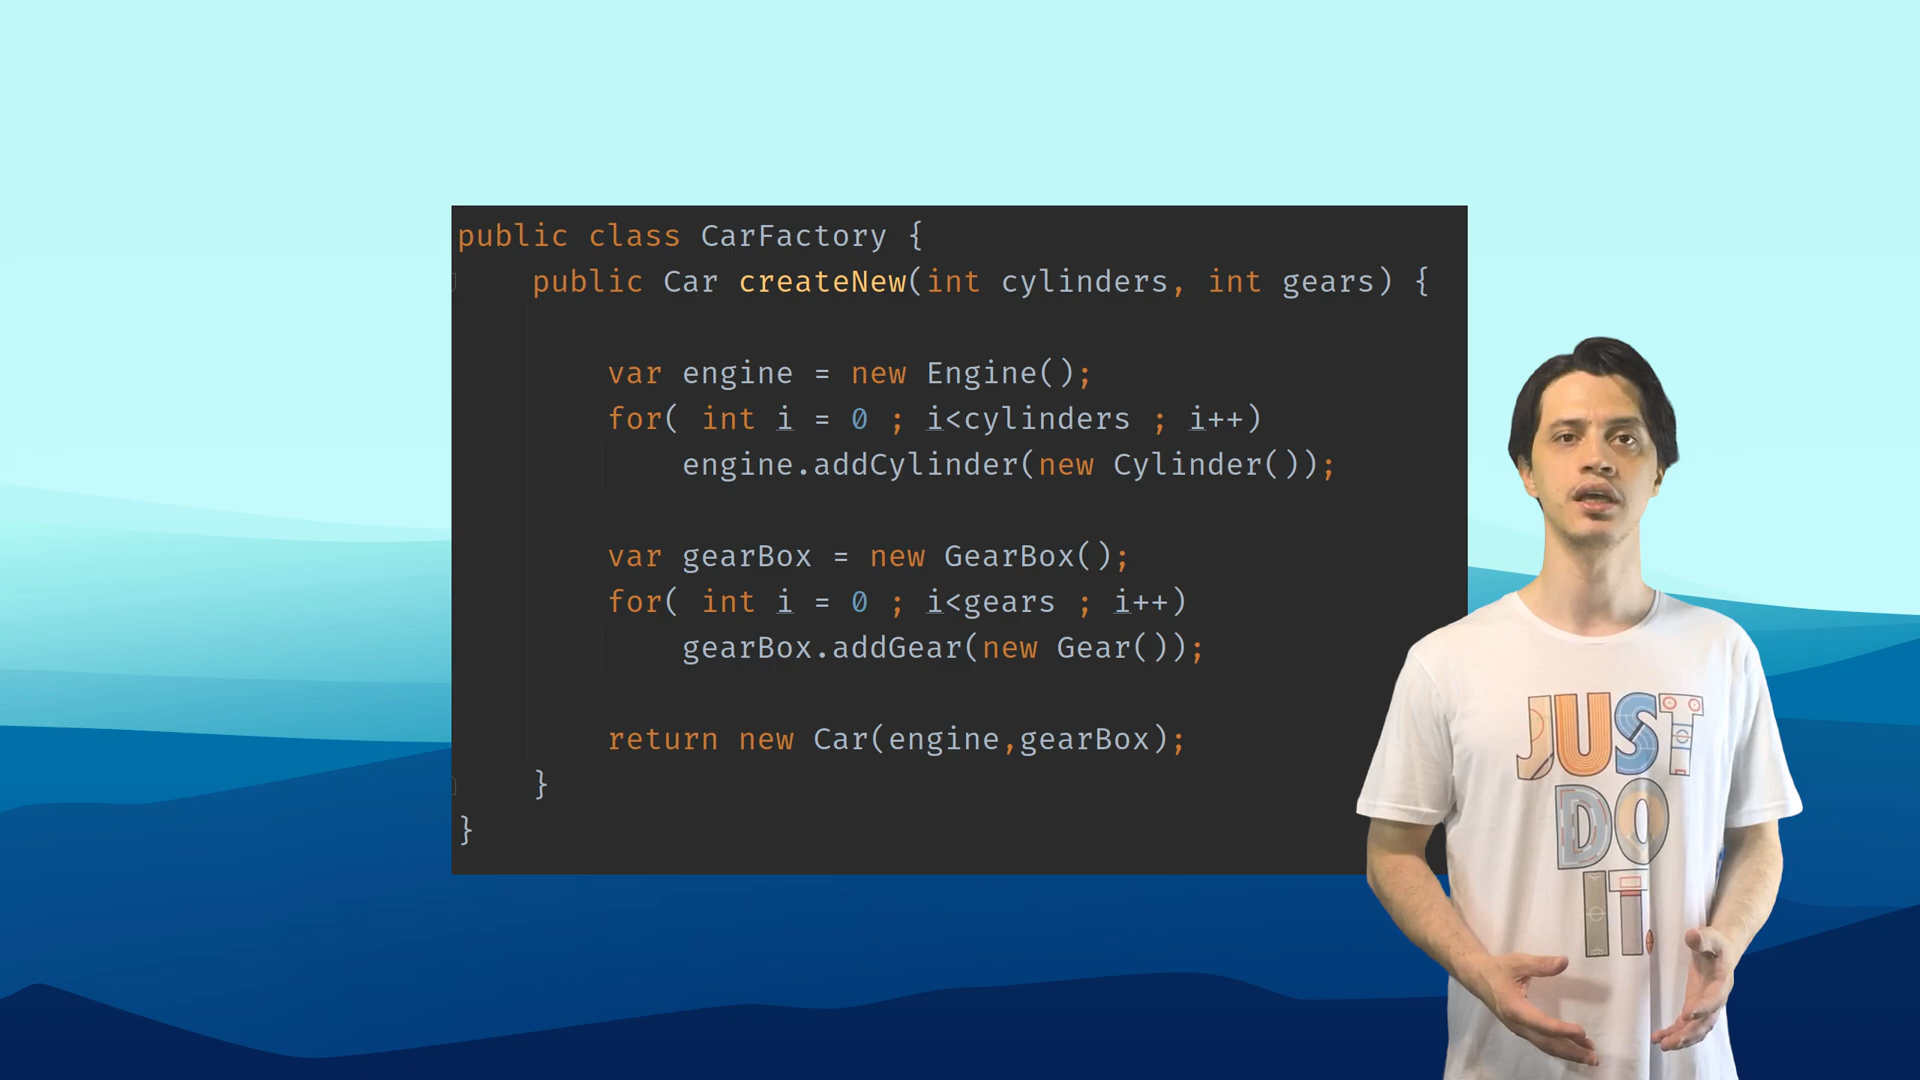 public class CarFactory {
public Car createNew(int cylinders, int gears) {
var engine = new Engine();
for( int i = 0 ; i<cylinders ; i++)
engine.addCylinder(new Cylinder());
var gearBox = new GearBox();
for( int i = 0 ; i<gears ; i++)
gearBox.addGear(new Gear());
return new Car(engine,gearBox);
}
}
JUST
DO
IT.